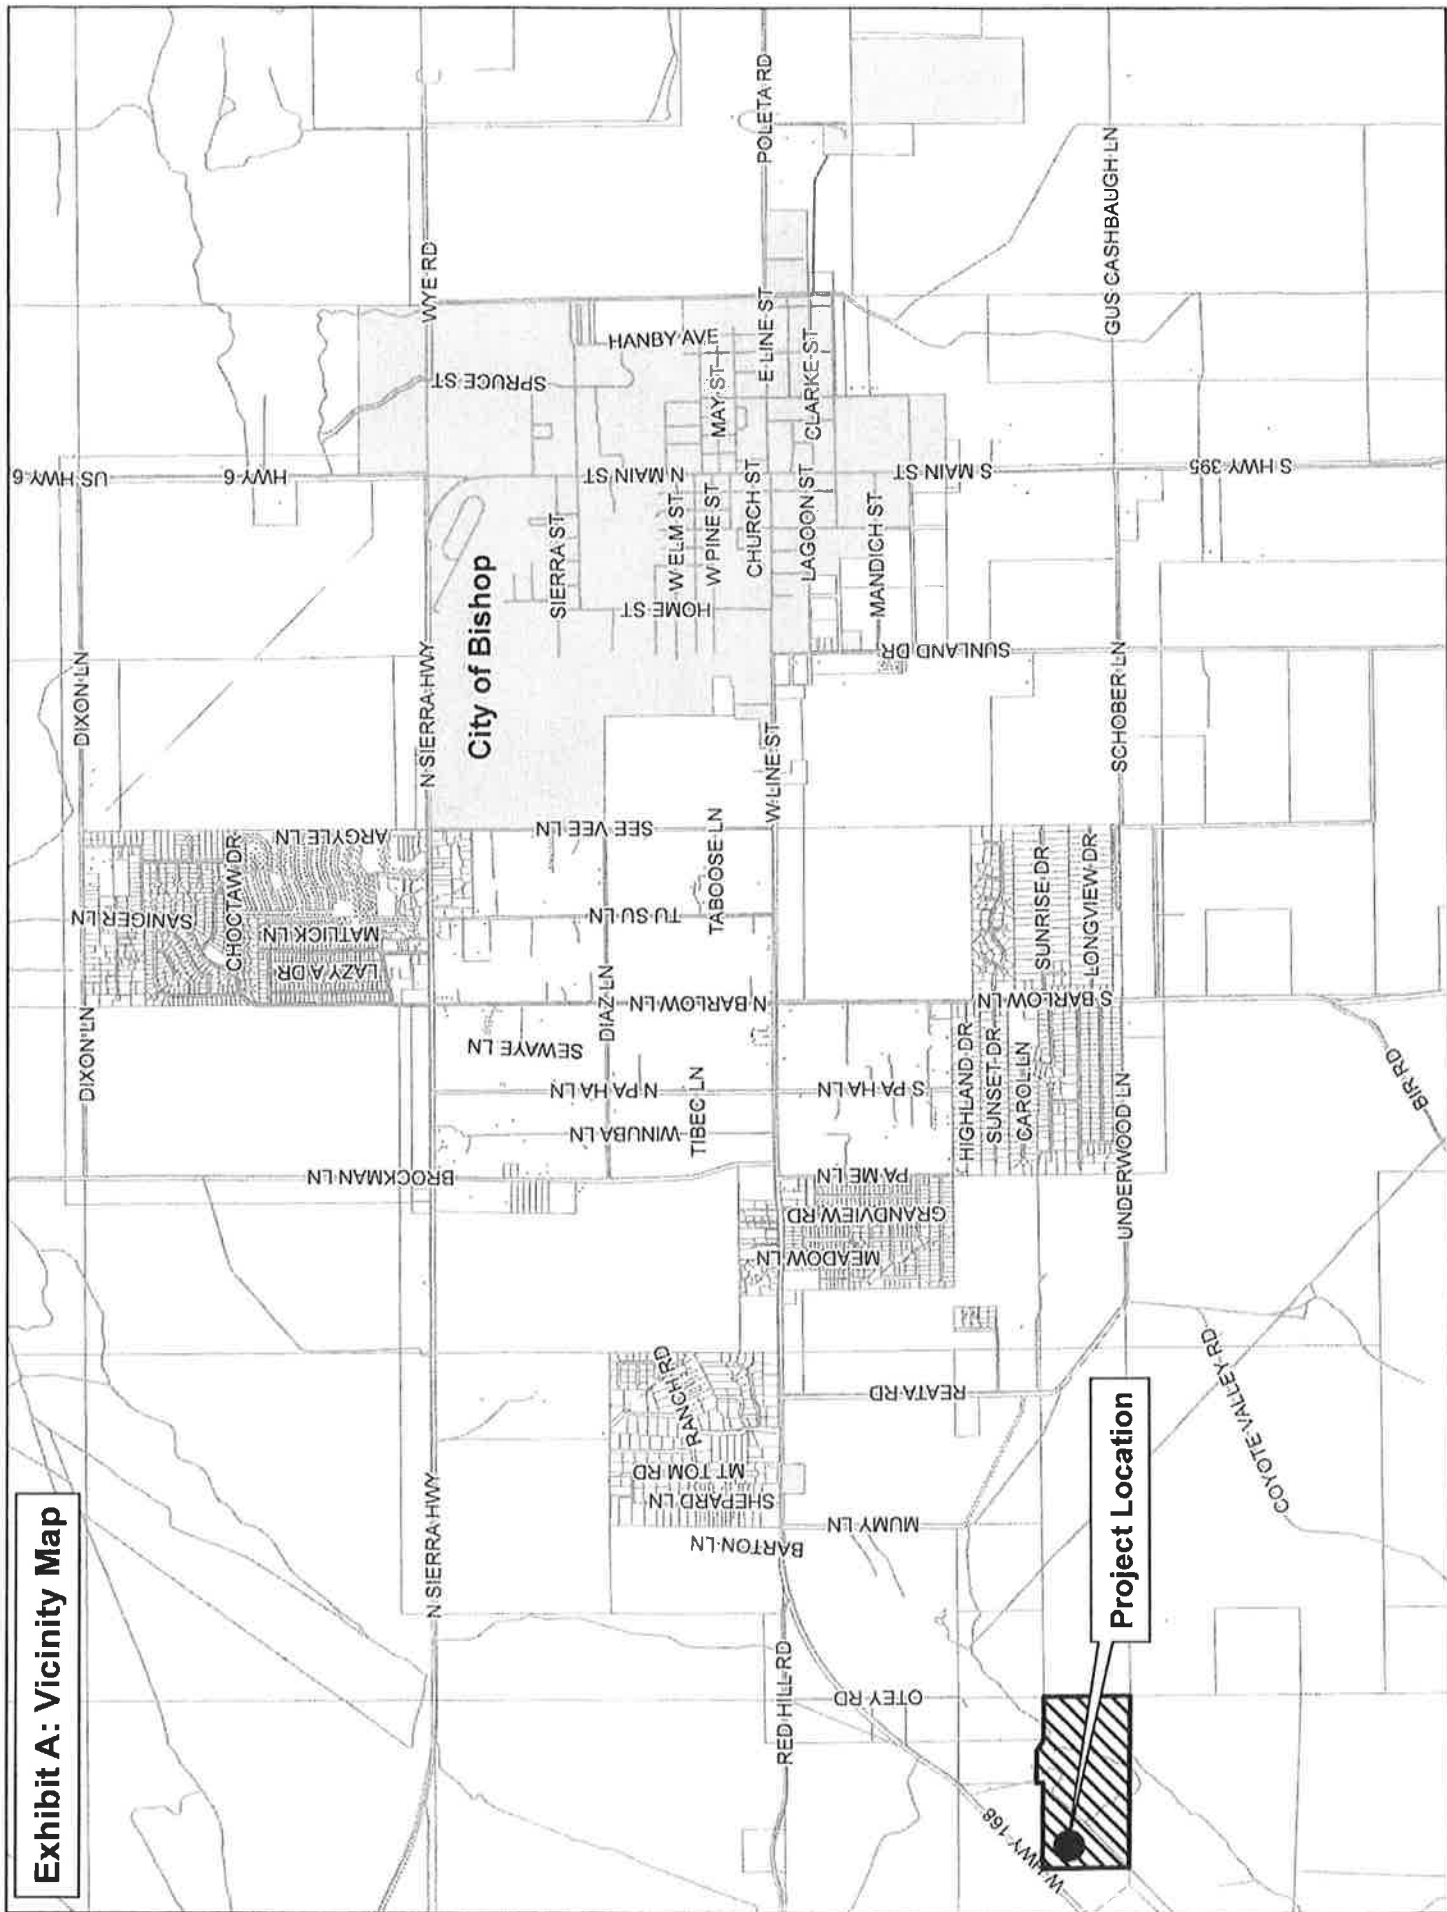 Exhibit A: Vicinity Map
DIXON LN
DIXON LN
SANIGER LN
CHOCTAW DR
ARGYLE LN
MATLICK LN
LAZY A DR
US HWY 6
HWY 6
BROCKMAN LN
N SIERRA HWY
N SIERRA HWY
WYE RD
City of Bishop
SPRUCE ST
SIERRA ST
HANBY AVE
N MAIN ST
HOME ST
W ELM ST
W PINE ST
MAY ST
CHURCH ST
SEE VEE LN
TU SU LN
TABOOSE LN
DIAZ LN
N BARLOW LN
SEWAYE LN
N PA HA LN
WINUBA LN
TIBEC LN
RANCH RD
MT TOM RD
SHEPARD LN
BARTON LN
RED HILL RD
W LINE ST
E LINE ST
POLETA RD
CLARKE ST
LAGOON ST
MANDICH ST
S MAIN ST
SUNLAND DR
S PA HA LN
PA ME LN
GRANDVIEW RD
MEADOW LN
REATA RD
MUMY LN
OTEY RD
W HWY 168
HIGHLAND DR
SUNSET DR
CAROL LN
S BARLOW LN
SUNRISE DR
LONGVIEW DR
UNDERWOOD LN
SCHOBER LN
GUS CASHBAUGH LN
S HWY 395
BIR RD
COYOTE VALLEY RD
Project Location